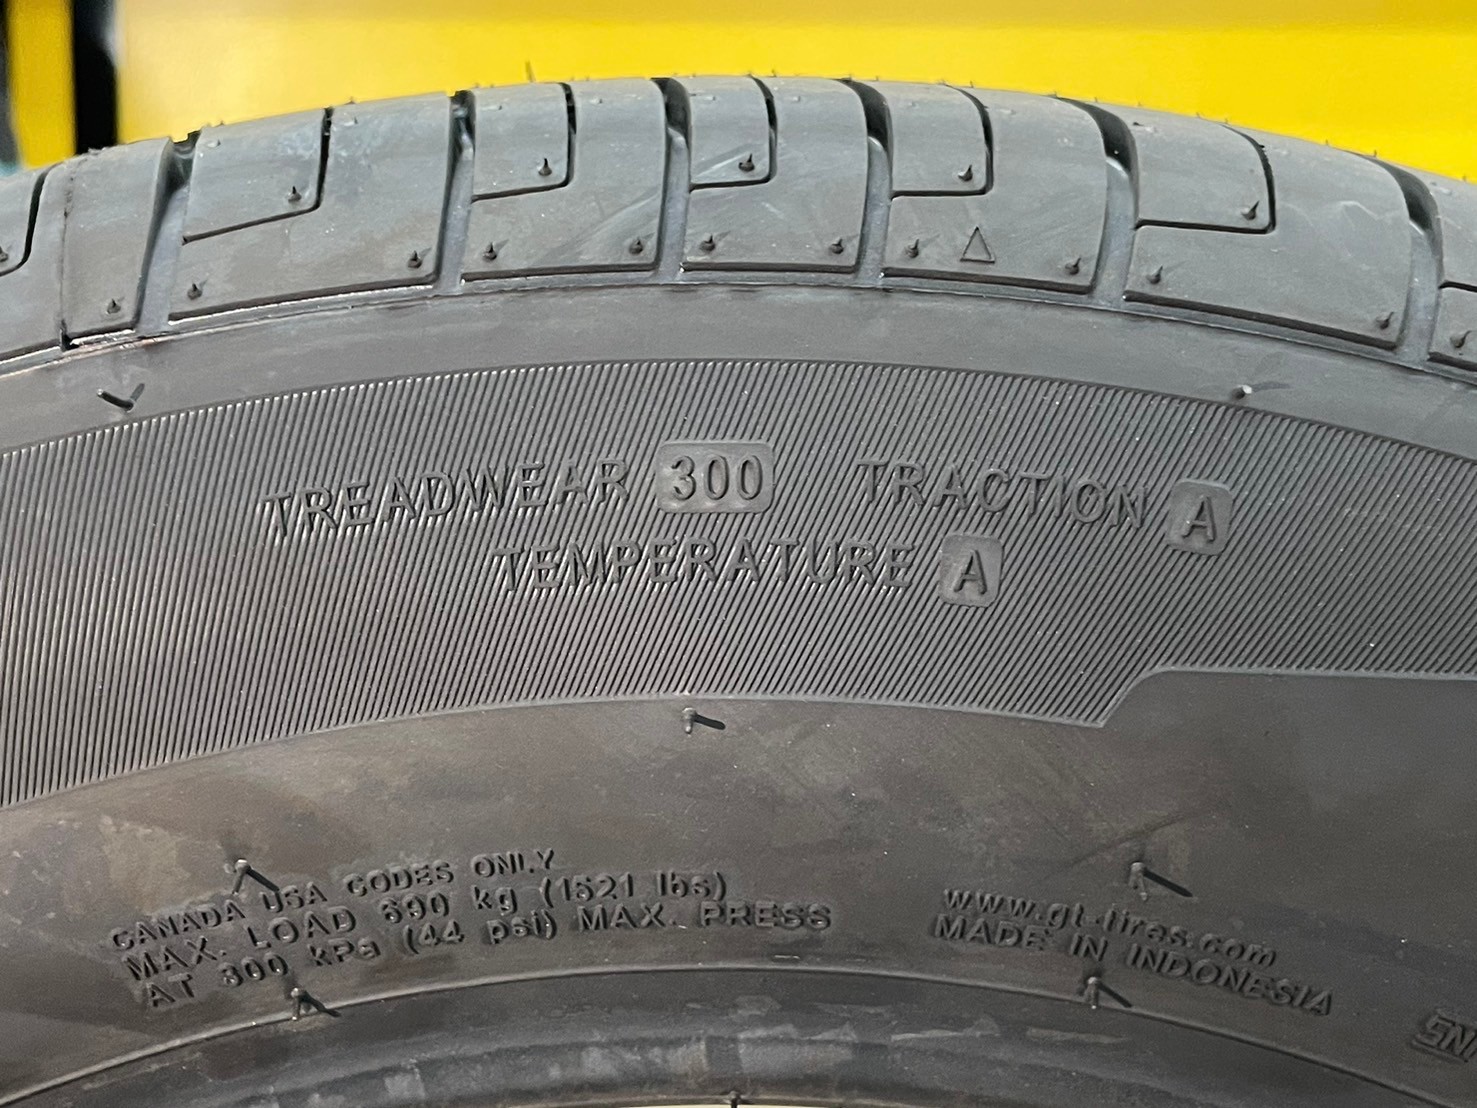 TREADWEAR 300 TRACTION A
TEMPERATURE A
CANADA USA CODES ONLY
MAX. LOAD 690 kg (1521 lbs)
AT 300 kPa (44 psi) MAX. PRESS
www.gt-tires.com
MADE IN INDONESIA